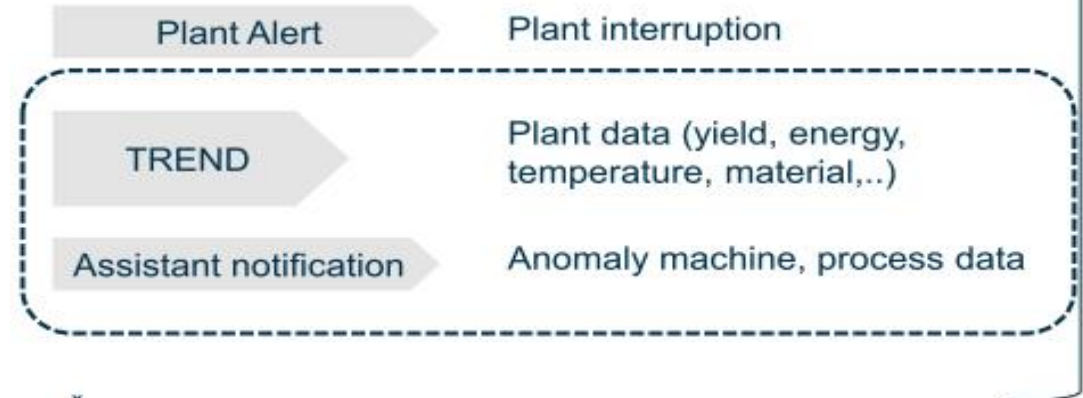 Plant Alert Plant interruption
TREND
Plant data (yield, energy,
temperature, material,..)
Assistant notification Anomaly machine, process data